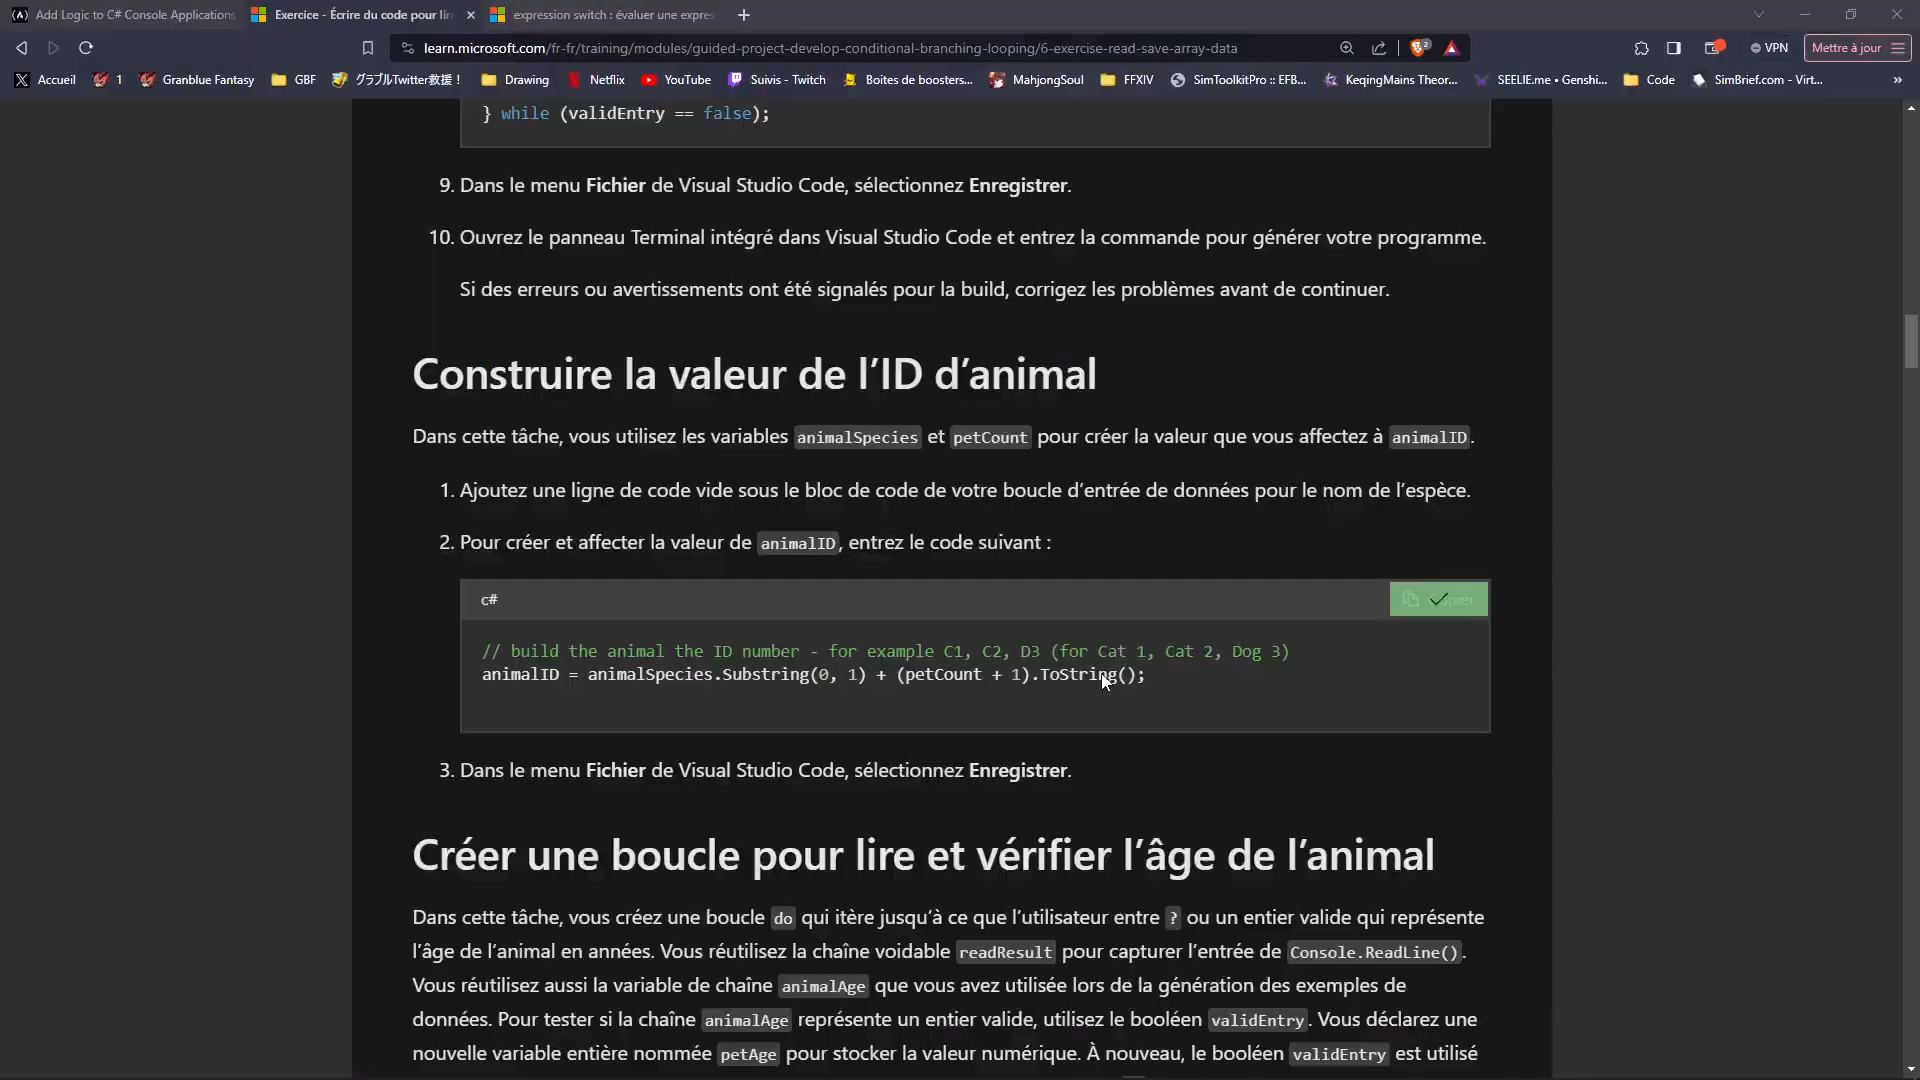 Add Logic to C# Console Applications
Exercice - Écrire du code pour lir
expression switch : évaluer une expres
learn.microsoft.com/fr-fr/training/modules/guided-project-develop-conditional-branching-looping/6-exercise-read-save-array-data
2
VPN
Mettre à jour
Accueil
1
Granblue Fantasy
GBF
グラブルTwitter救援！
Drawing
Netflix
YouTube
Suivis - Twitch
Boites de boosters...
MahjongSoul
FFXIV
SimToolkitPro :: EFB...
KeqingMains Theor...
SEELIE.me • Genshi...
Code
SimBrief.com - Virt...
»
} while (validEntry == false);
9. Dans le menu Fichier de Visual Studio Code, sélectionnez Enregistrer.
10. Ouvrez le panneau Terminal intégré dans Visual Studio Code et entrez la commande pour générer votre programme.
Si des erreurs ou avertissements ont été signalés pour la build, corrigez les problèmes avant de continuer.
Construire la valeur de l’ID d’animal
Dans cette tâche, vous utilisez les variables animalSpecies et petCount pour créer la valeur que vous affectez à animalID.
1. Ajoutez une ligne de code vide sous le bloc de code de votre boucle d’entrée de données pour le nom de l’espèce.
2. Pour créer et affecter la valeur de animalID, entrez le code suivant :
c#
// build the animal the ID number - for example C1, C2, D3 (for Cat 1, Cat 2, Dog 3)
animalID = animalSpecies.Substring(0, 1) + (petCount + 1).ToString();
3. Dans le menu Fichier de Visual Studio Code, sélectionnez Enregistrer.
Créer une boucle pour lire et vérifier l’âge de l’animal
Dans cette tâche, vous créez une boucle do qui itère jusqu’à ce que l’utilisateur entre ? ou un entier valide qui représente
l’âge de l’animal en années. Vous réutilisez la chaîne voidable readResult pour capturer l’entrée de Console.ReadLine().
Vous réutilisez aussi la variable de chaîne animalAge que vous avez utilisée lors de la génération des exemples de
données. Pour tester si la chaîne animalAge représente un entier valide, utilisez le booléen validEntry. Vous déclarez une
nouvelle variable entière nommée petAge pour stocker la valeur numérique. À nouveau, le booléen validEntry est utilisé